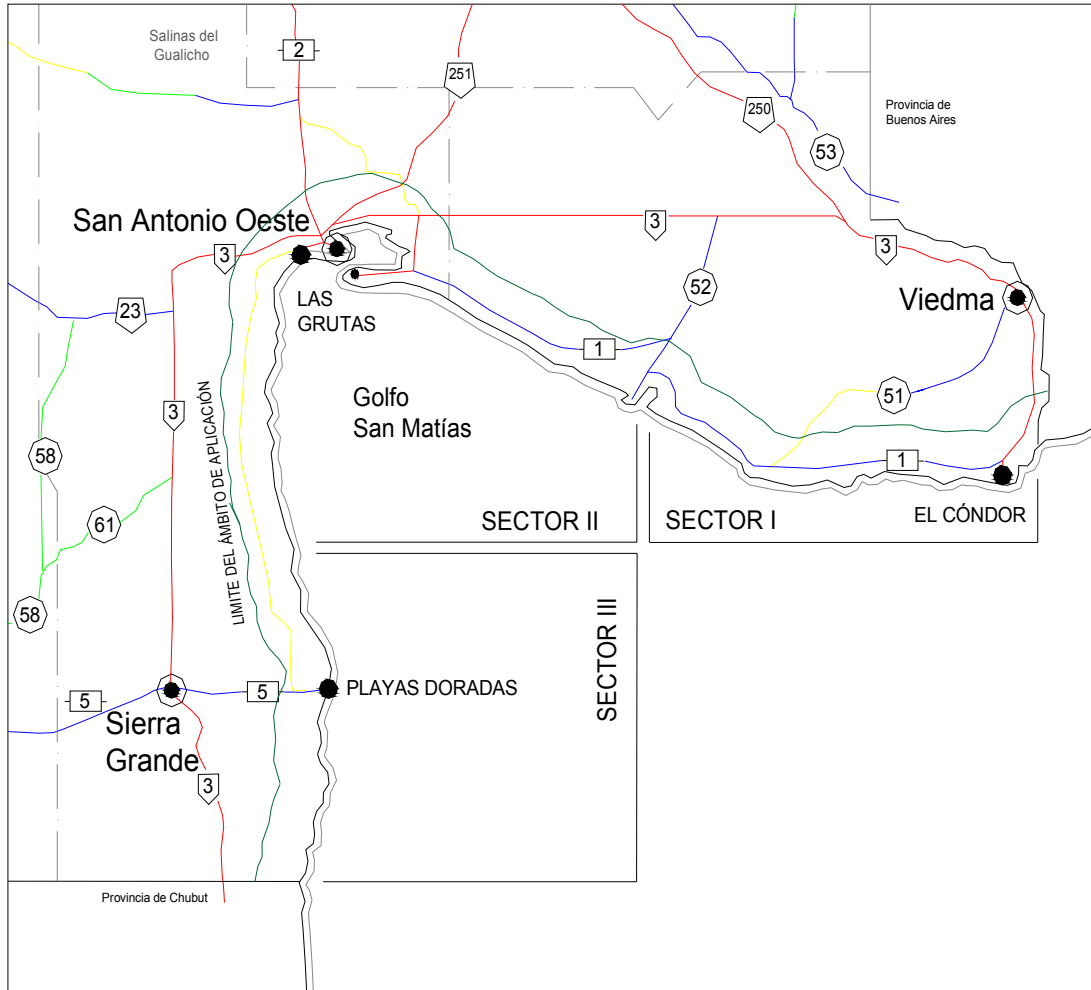 Salinas del
Gualicho
2
251
250
Provincia de
Buenos Aires
53
San Antonio Oeste
3
3
3
52
Viedma
23
LAS
GRUTAS
1
Golfo
San Matías
51
3
LIMITE DEL ÁMBITO DE APLICACIÓN
58
1
61
SECTOR II
SECTOR I
EL CÓNDOR
58
SECTOR III
5
5
PLAYAS DORADAS
Sierra
Grande
3
Provincia de Chubut